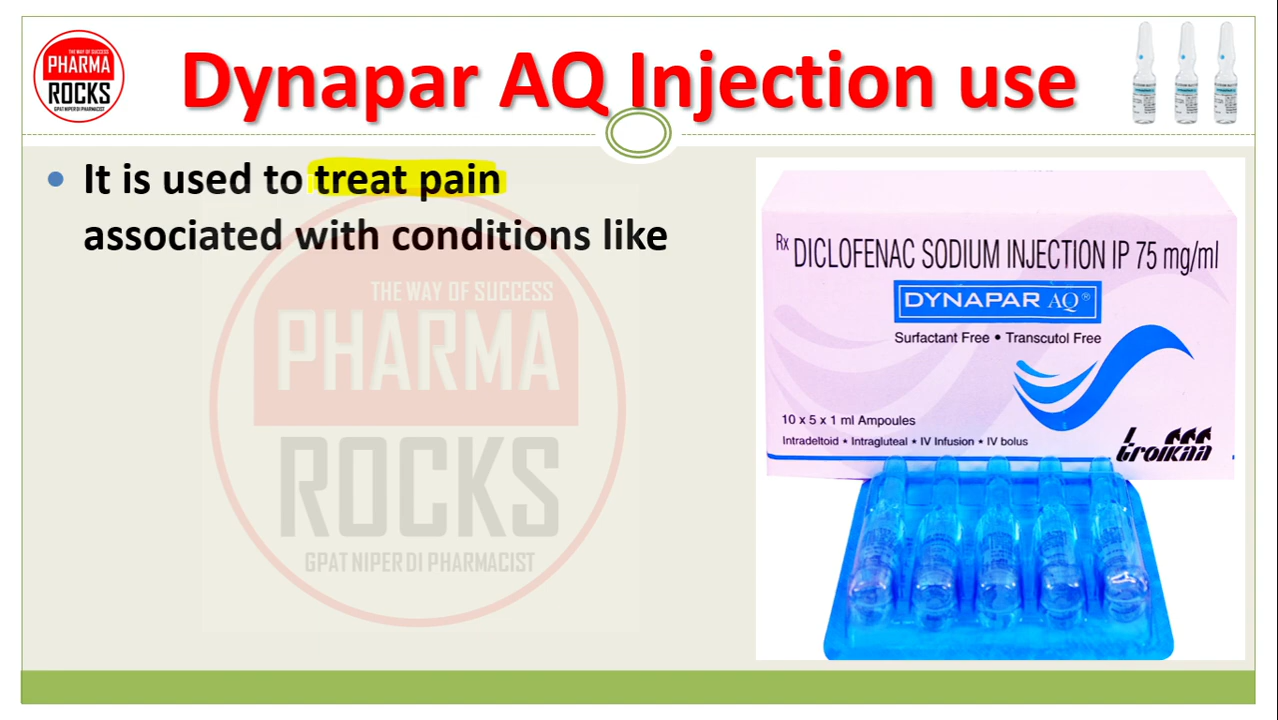 THE WAY OF SUCCESS
PHARMA
ROCKS
GPAT NIPER DI PHARMACIST
Dynapar AQ Injection use
• It is used to treat pain
associated with conditions like
THE WAY OF SUCCESS
PHARMA
ROCKS
GPAT NIPER DI PHARMACIST
Rx DICLOFENAC SODIUM INJECTION IP 75 mg/ml
DYNAPAR AQ®
Surfactant Free • Transcutol Free
10 x 5 x 1 ml Ampoules
Intradeltoid • Intragluteal • IV Infusion • IV bolus
troikaa